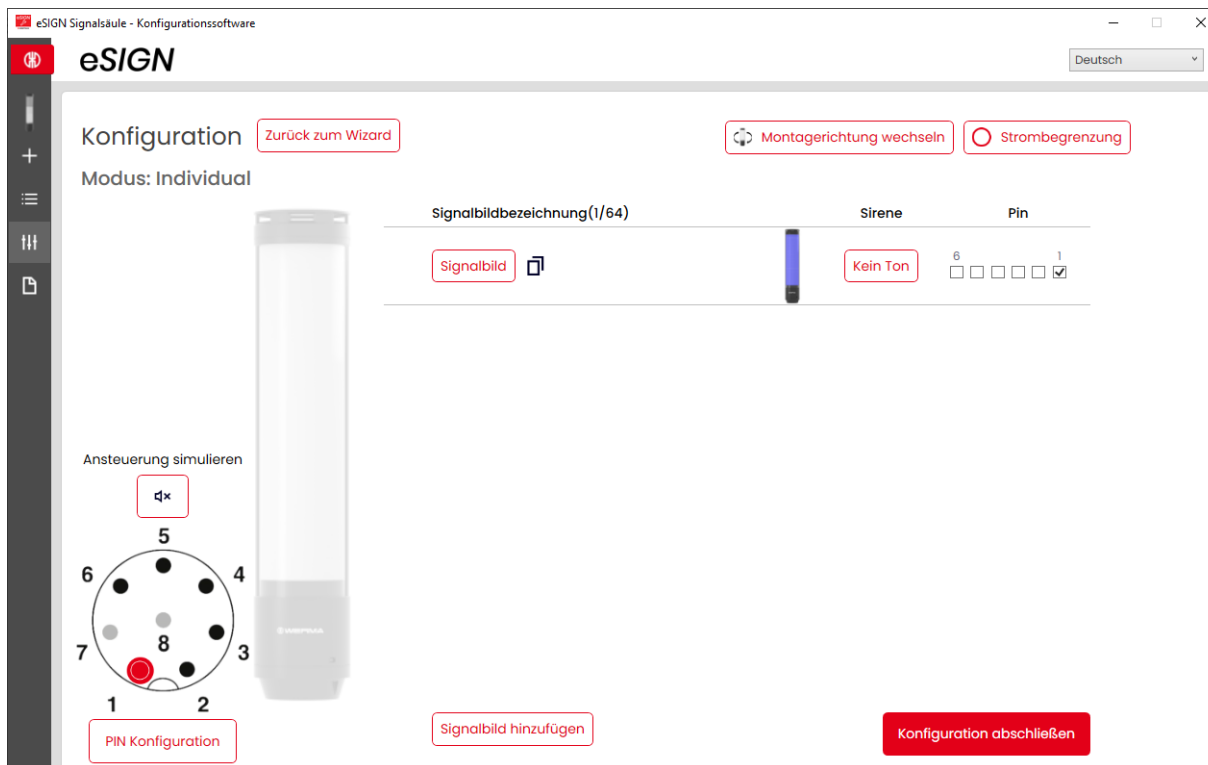 eSIGN Signalsäule - Konfigurationssoftware
eSIGN
Deutsch
Konfiguration
Zurück zum Wizard
Montagerichtung wechseln
Strombegrenzung
Modus: Individual
Signalbildbezeichnung(1/64)
Sirene
Pin
Signalbild
Kein Ton
6
1
Ansteuerung simulieren
5
6
4
7
8
3
1
2
WERMA
PIN Konfiguration
Signalbild hinzufügen
Konfiguration abschließen